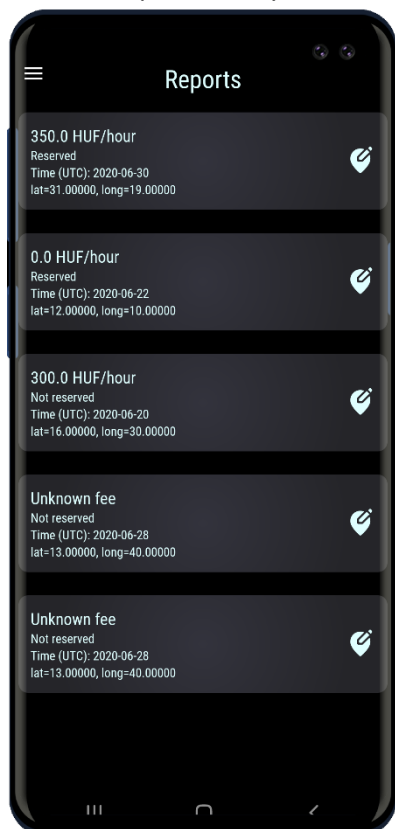 Reports
350.0 HUF/hour
Reserved
Time (UTC): 2020-06-30
lat=31.00000, long=19.00000
0.0 HUF/hour
Reserved
Time (UTC): 2020-06-22
lat=12.00000, long=10.00000
300.0 HUF/hour
Not reserved
Time (UTC): 2020-06-20
lat=16.00000, long=30.00000
Unknown fee
Not reserved
Time (UTC): 2020-06-28
lat=13.00000, long=40.00000
Unknown fee
Not reserved
Time (UTC): 2020-06-28
lat=13.00000, long=40.00000